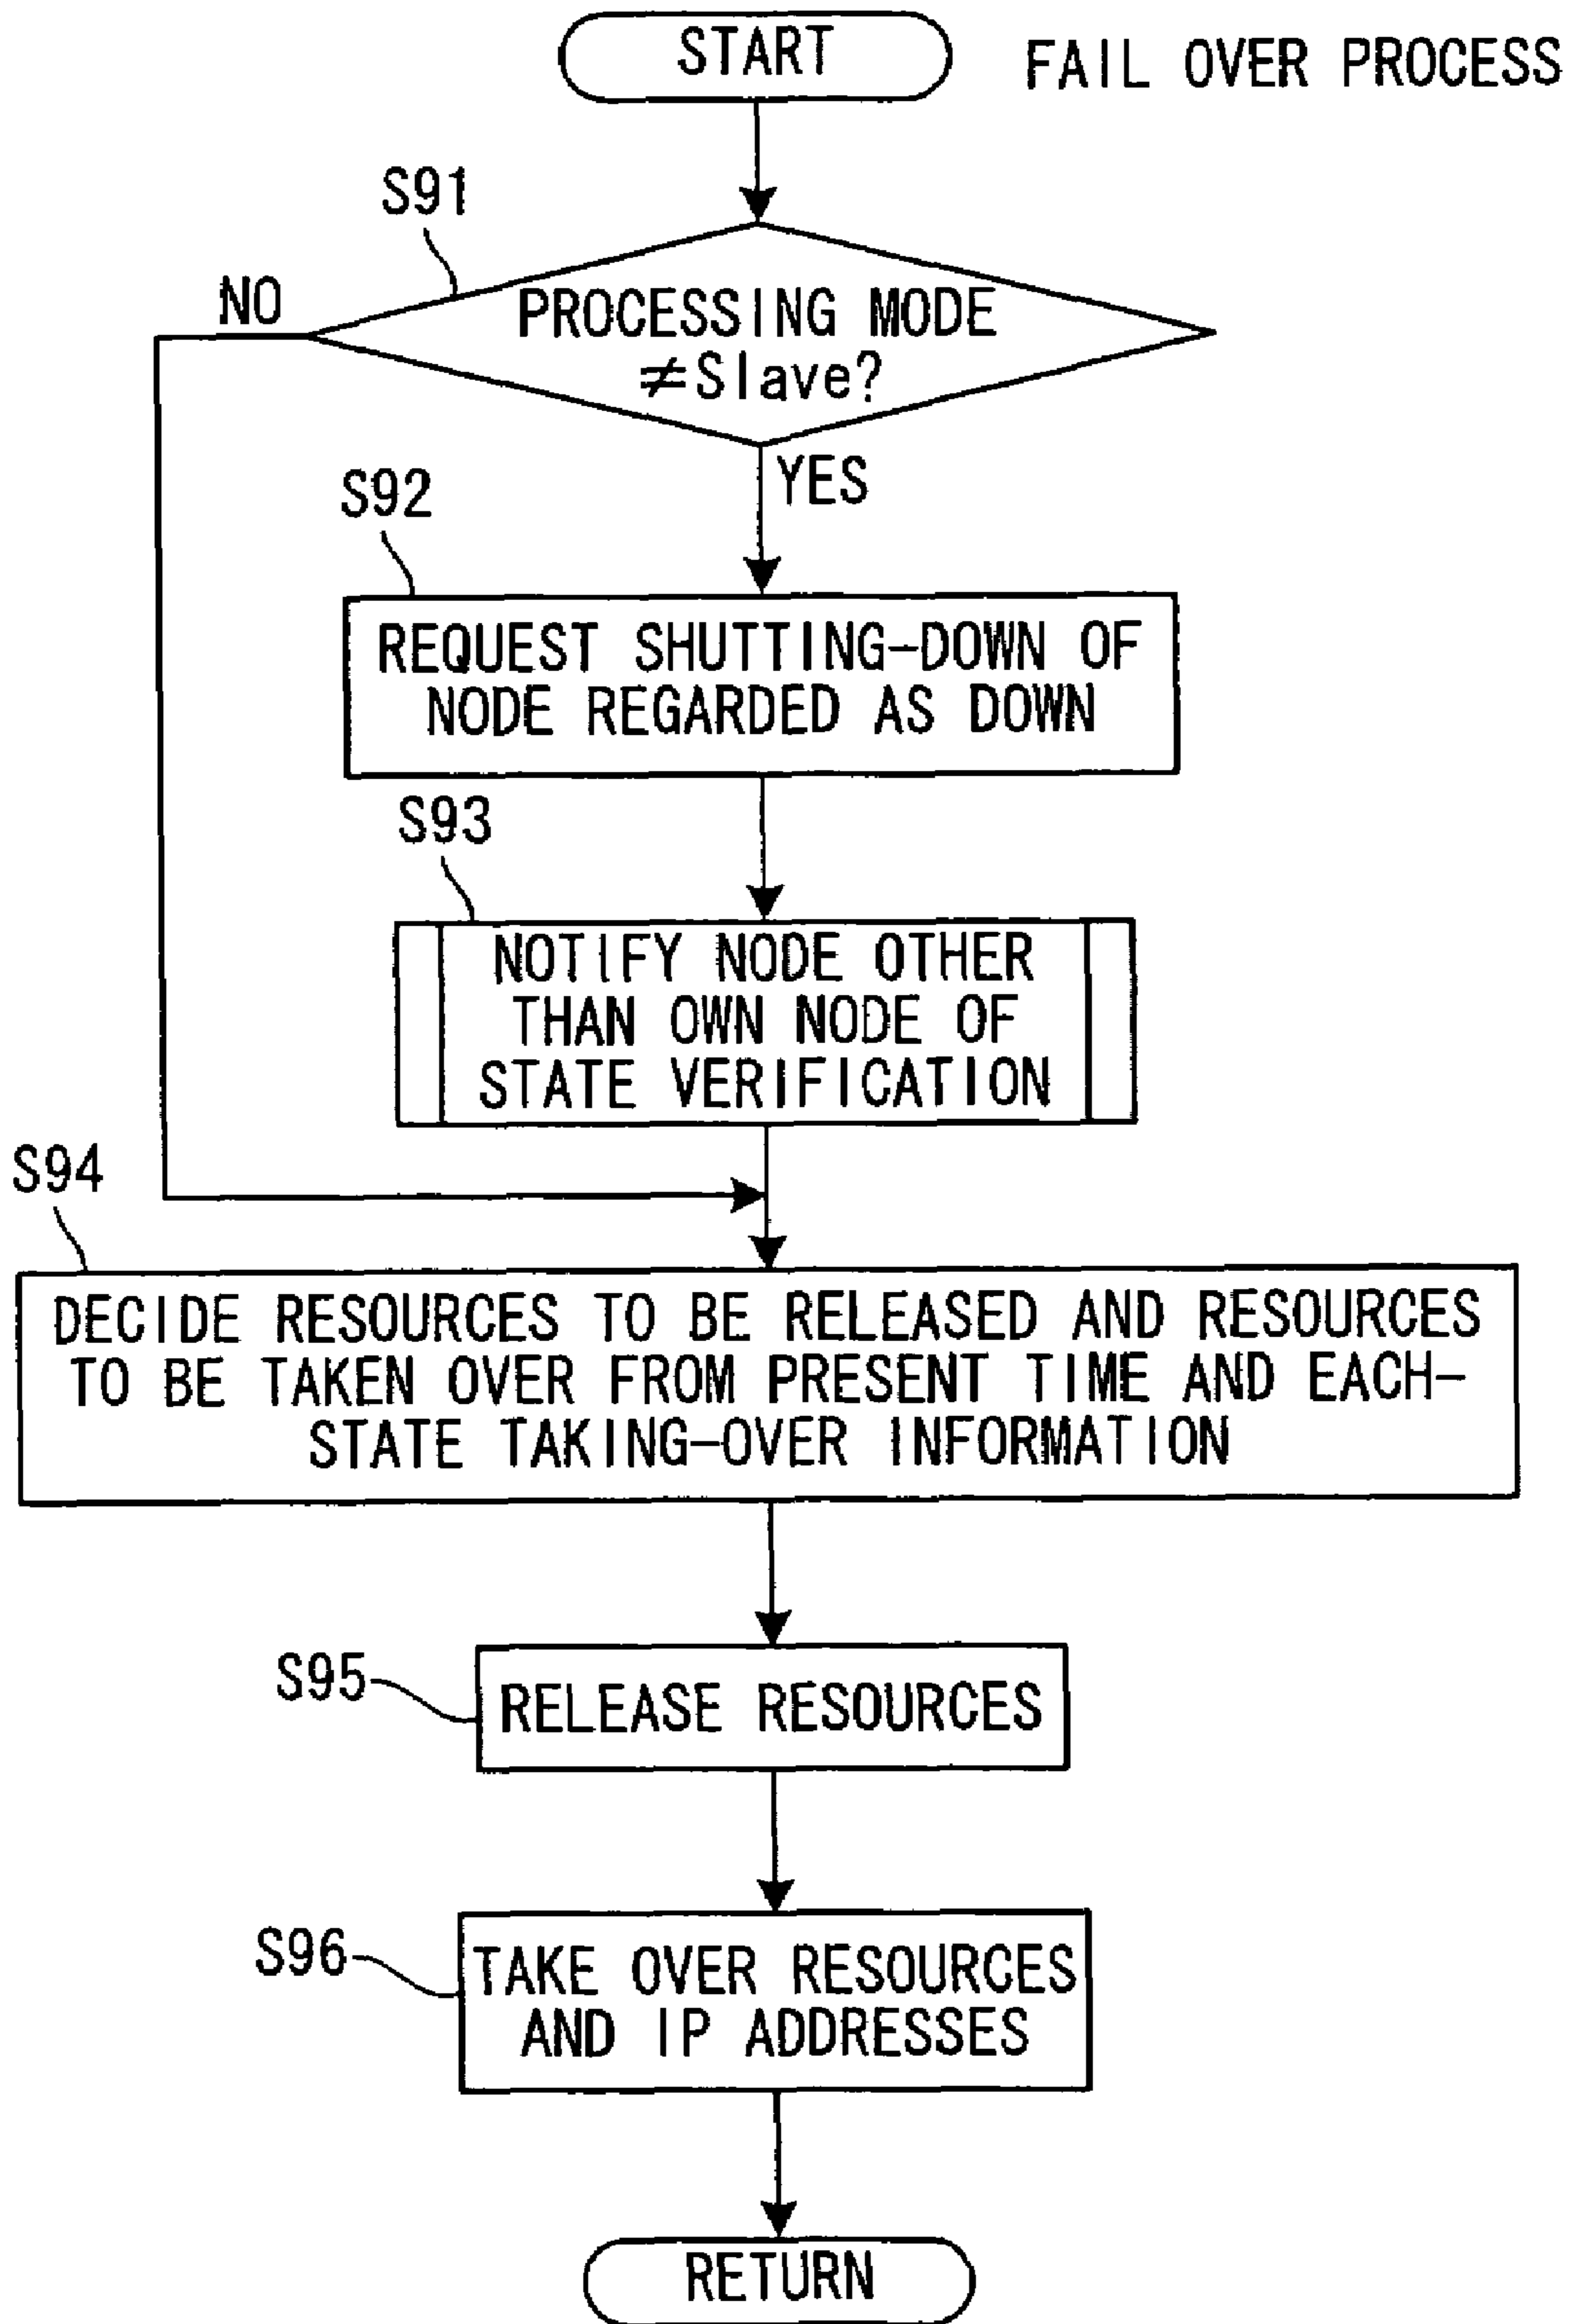 START
FAIL OVER PROCESS
S91
NO
PROCESSING MODE
≠Slave?
YES
S92
REQUEST SHUTTING-DOWN OF
NODE REGARDED AS DOWN
S93
NOTIFY NODE OTHER
THAN OWN NODE OF
STATE VERIFICATION
S94
DECIDE RESOURCES TO BE RELEASED AND RESOURCES
TO BE TAKEN OVER FROM PRESENT TIME AND EACH-
STATE TAKING-OVER INFORMATION
S95
RELEASE RESOURCES
S96
TAKE OVER RESOURCES
AND IP ADDRESSES
RETURN